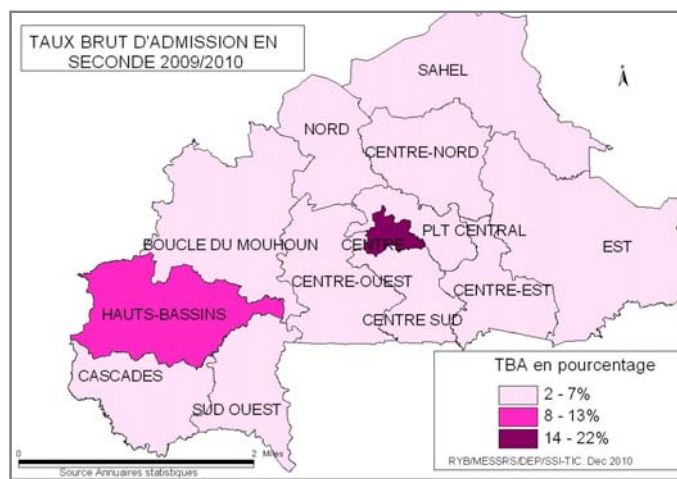 TAUX BRUT D'ADMISSION EN
SECONDE 2009/2010
SAHEL
NORD
CENTRE-NORD
BOUCLE DU MOUHOUN
CENTRE
PLT CENTRAL
EST
CENTRE-OUEST
CENTRE-EST
HAUTS-BASSINS
CENTRE SUD
CASCADES
SUD OUEST
TBA en pourcentage
2 - 7%
8 - 13%
14 - 22%
0 2 Miles
Source Annuaires statistiques
RYB/MESSRS/DEP/SSI-TIC. Dec 2010